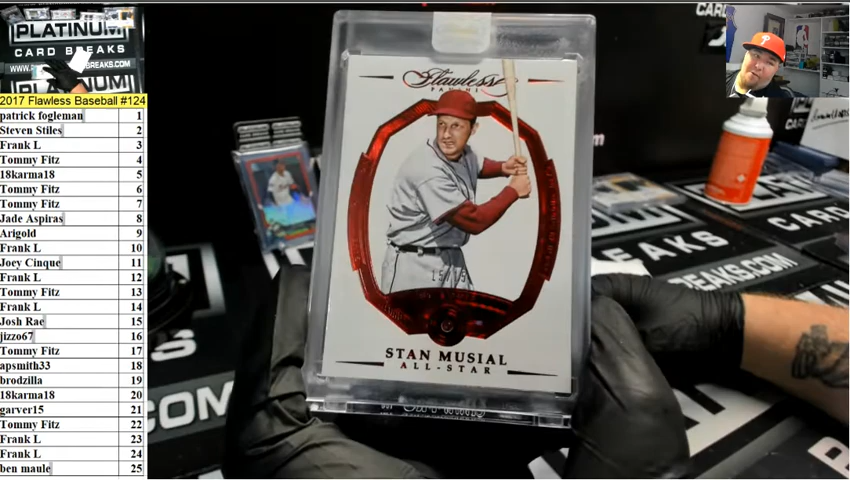 PLATINUM
CARD BREAKS
2017 Flawless Baseball #124
patrick fogleman 1
Steven Stiles 2
Frank L 3
Tommy Fitz 4
18karma18 5
Tommy Fitz 6
Tommy Fitz 7
Jade Aspiras 8
Arigold 9
Frank L 10
Joey Cinque 11
Frank L 12
Tommy Fitz 13
Frank L 14
Josh Rae 15
jizzo67 16
Tommy Fitz 17
apsmith33 18
brodzilla 19
18karma18 20
garver15 21
Tommy Fitz 22
Frank L 23
Frank L 24
ben maule 25
Flawless
PANINI
15/15
STAN MUSIAL
ALL-STAR